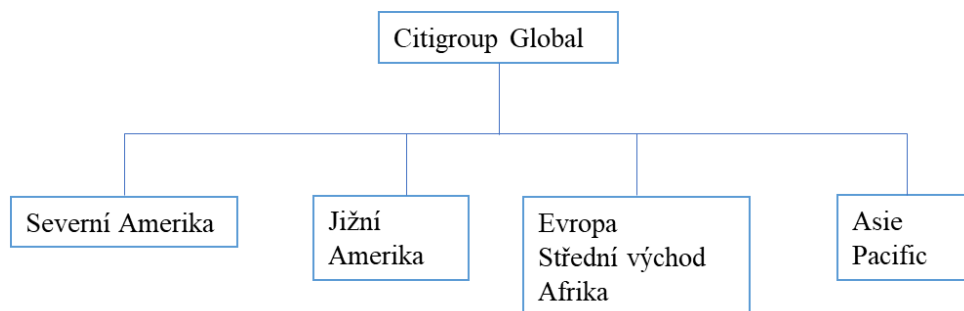 Citigroup Global
Severní Amerika
Jižní
Amerika
Evropa
Střední východ
Afrika
Asie
Pacific